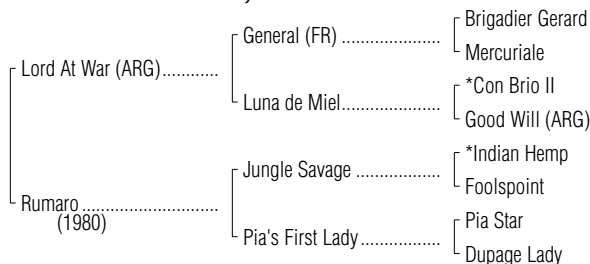 Brigadier Gerard
General (FR) ..................
Mercuriale
Lord At War (ARG)............
*Con Brio II
Luna de Miel.....................
Good Will (ARG)
*Indian Hemp
Jungle Savage ..................
Foolspoint
Rumaro .............................
(1980)
Pia Star
Pia's First Lady.................
Dupage Lady